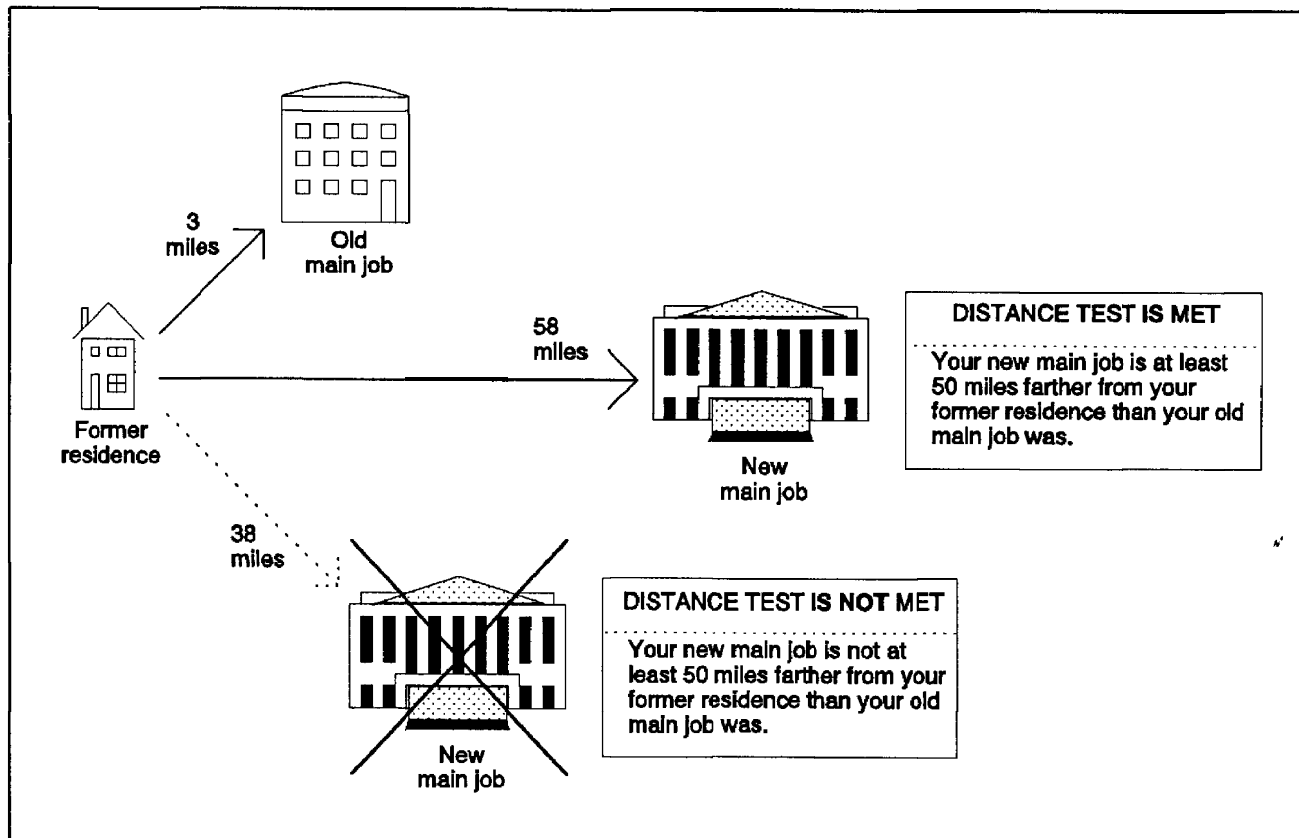 3
miles
Old
main job
58
miles
DISTANCE TEST IS MET
Your new main job is at least
50 miles farther from your
former residence than your old
main job was.
Former
residence
New
main job
38
miles
DISTANCE TEST IS NOT MET
Your new main job is not at
least 50 miles farther from your
former residence than your old
main job was.
New
main job